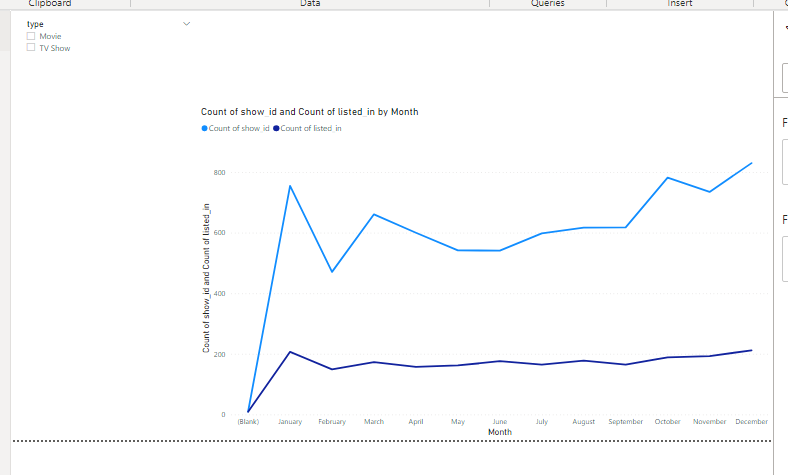 Clipboard Data Queries Insert
type
Movie
TV Show
Count of show_id and Count of listed_in by Month
Count of show_id Count of listed_in
800
600
400
200
0
Count of show_id and Count of listed_in
(Blank) January February March April May June July August September October November December
Month